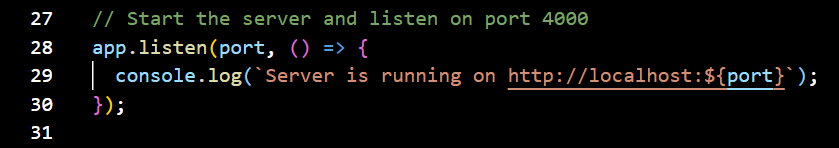 27 // Start the server and listen on port 4000
28 app.listen(port, () => {
29 console.log(`Server is running on http://localhost:${port}`);
30 });
31